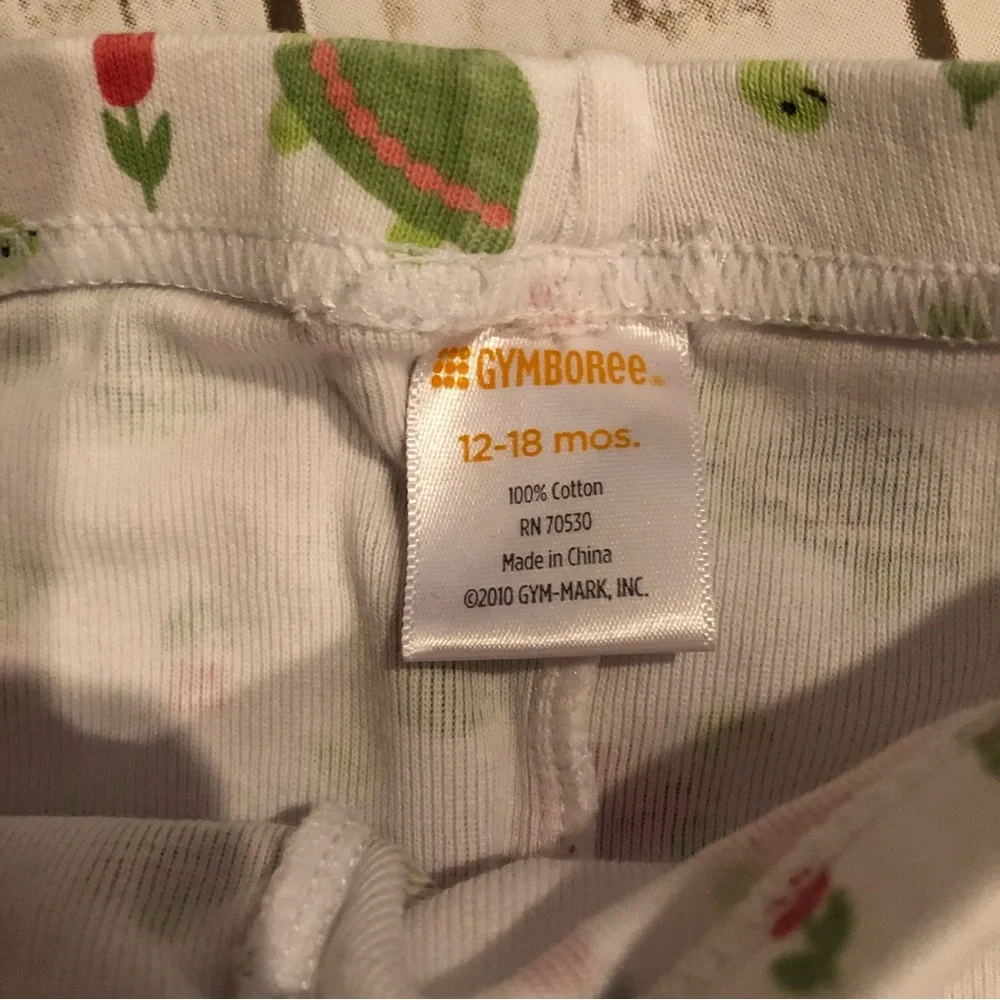 GYMBOREE®
12-18 mos.
100% Cotton
RN 70530
Made in China
©2010 GYM-MARK, INC.